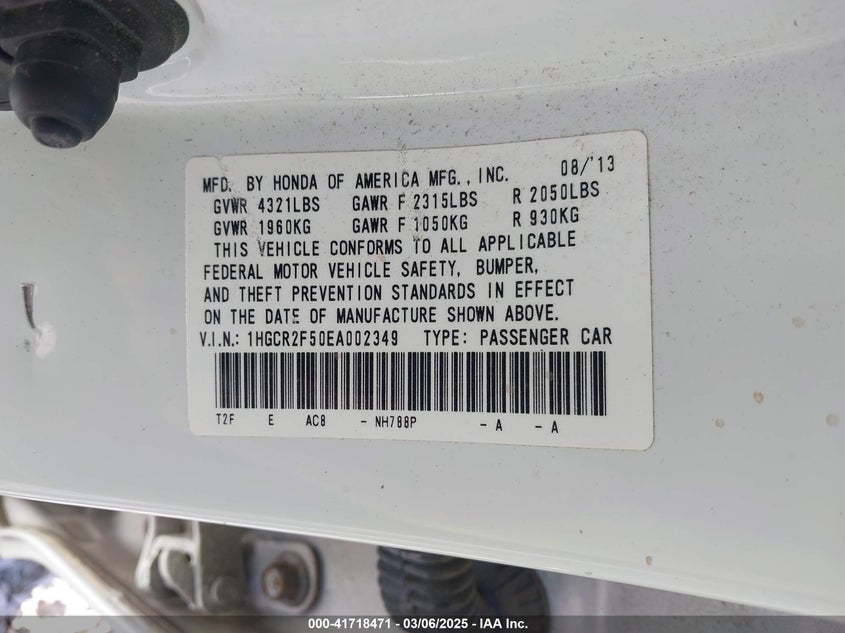 MFD. BY HONDA OF AMERICA MFG., INC. 08/'13
GVWR 4321LBS GAWR F 2315LBS R 2050LBS
GVWR 1960KG GAWR F 1050KG R 930KG
THIS VEHICLE CONFORMS TO ALL APPLICABLE
FEDERAL MOTOR VEHICLE SAFETY, BUMPER,
AND THEFT PREVENTION STANDARDS IN EFFECT
ON THE DATE OF MANUFACTURE SHOWN ABOVE.
V.I.N.: 1HGCR2F50EA002349 TYPE: PASSENGER CAR
T2F E AC8 - NH788P - A - A
000-41718471 - 03/06/2025 - IAA Inc.